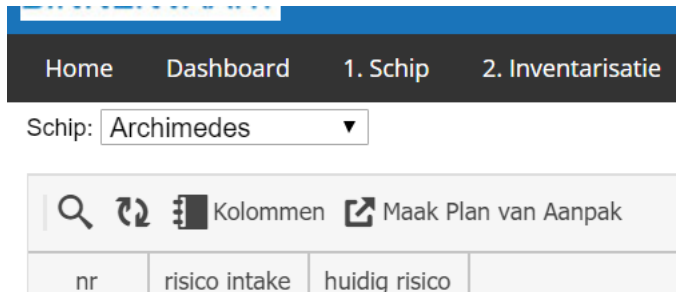 Home Dashboard 1. Schip 2. Inventarisatie
Schip: Archimedes
Kolommen Maak Plan van Aanpak
nr risico intake huidig risico